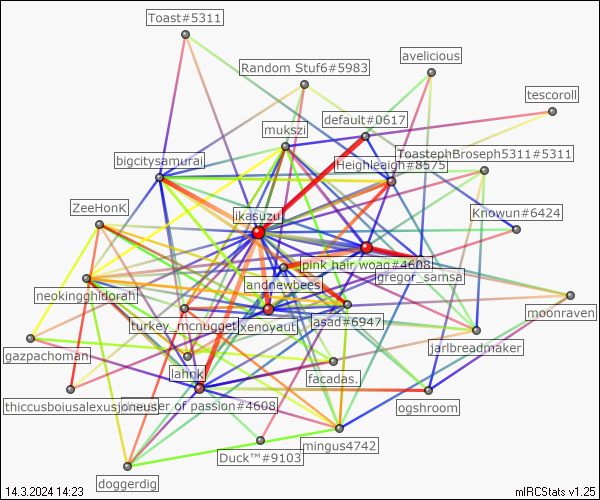 Toast#5311
avelicious
Random Stuf6#5983
tescoroll
default#0617
mukszi
ToastephBroseph5311#5311
bigcitysamurai
Heighleaigh#8575
ZeeHonK
ikasuzu
Knowun#6424
pink hair woag#4608
gregor_samsa
andnewbees
neokingghidorah
moonraven
turkey_mcnugget
xenoyaut
asad#6947
jarlbreadmaker
gazpachoman
lahnk
facadas.
thiccusboiusalexusjoneus
user of passion#4608
ogshroom
mingus4742
Duck™#9103
doggerdig
14.3.2024 14:23
mIRCStats v1.25